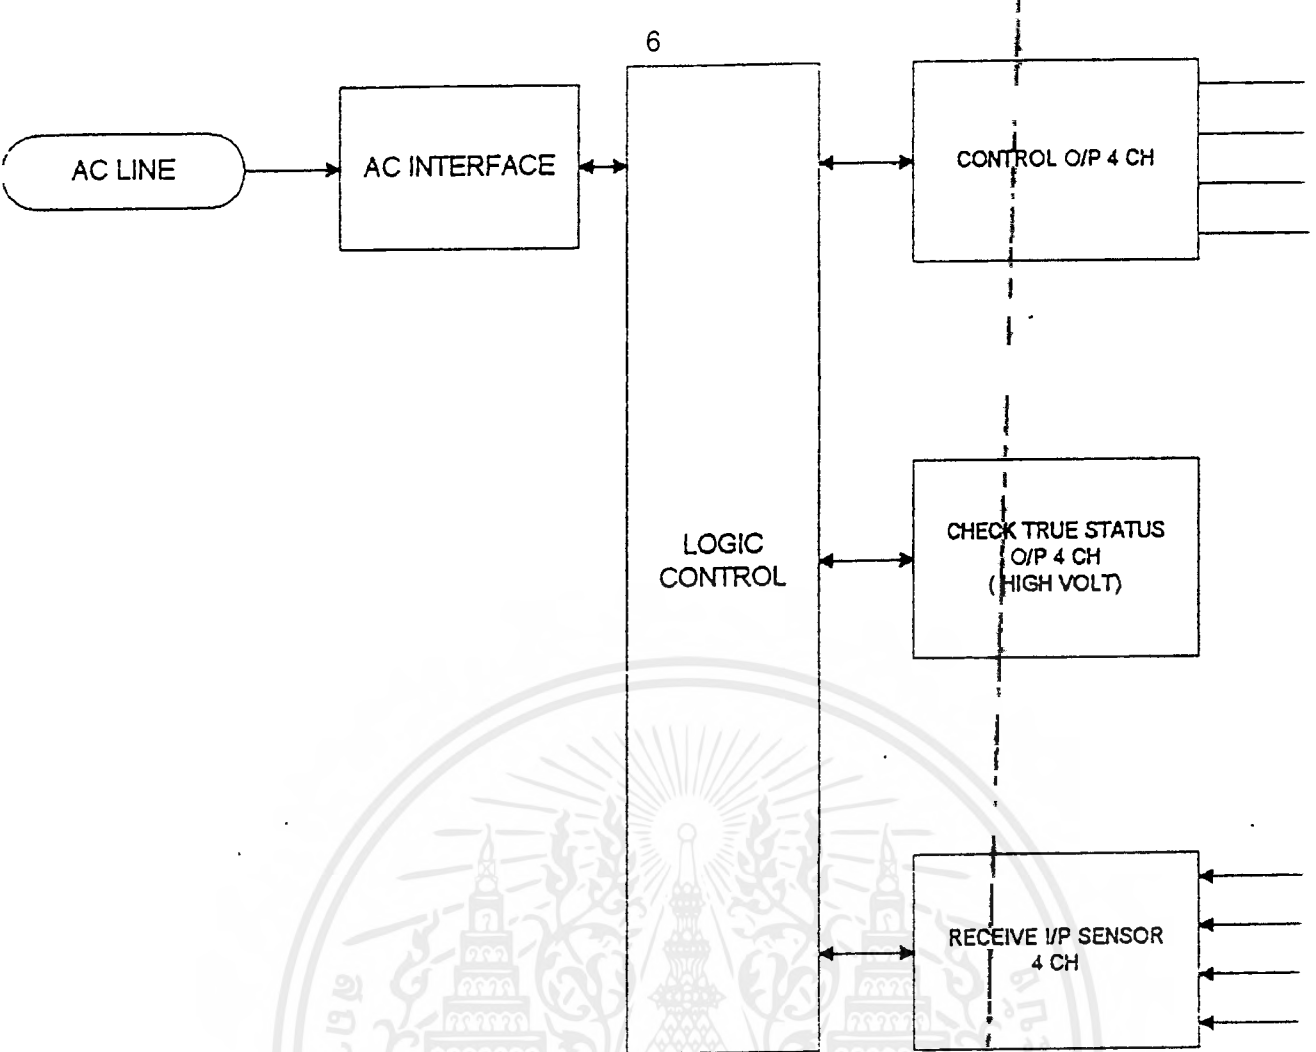 6
AC LINE
AC INTERFACE
CONTROL O/P 4 CH
LOGIC
CONTROL
CHECK TRUE STATUS
O/P 4 CH
( HIGH VOLT)
RECEIVE I/P SENSOR
4 CH